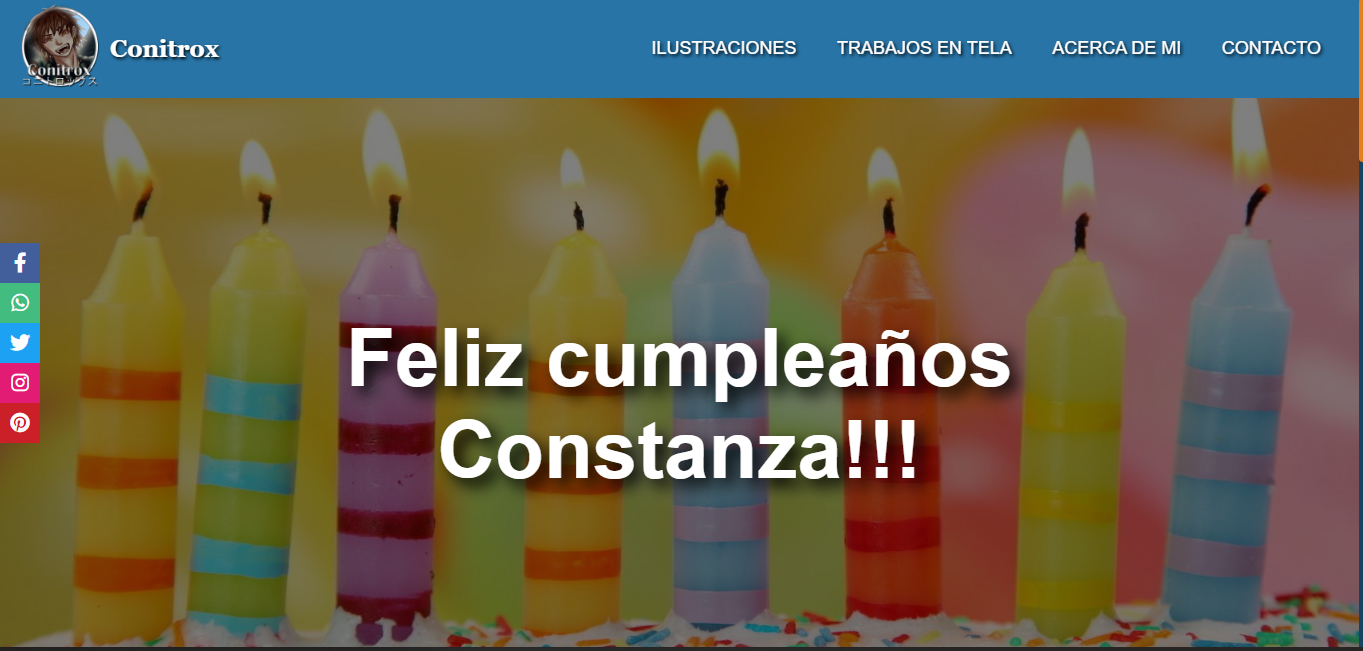 Conitrox
コニトロックス
Conitrox
ILUSTRACIONES
TRABAJOS EN TELA
ACERCA DE MI
CONTACTO
Feliz cumpleaños
Constanza!!!